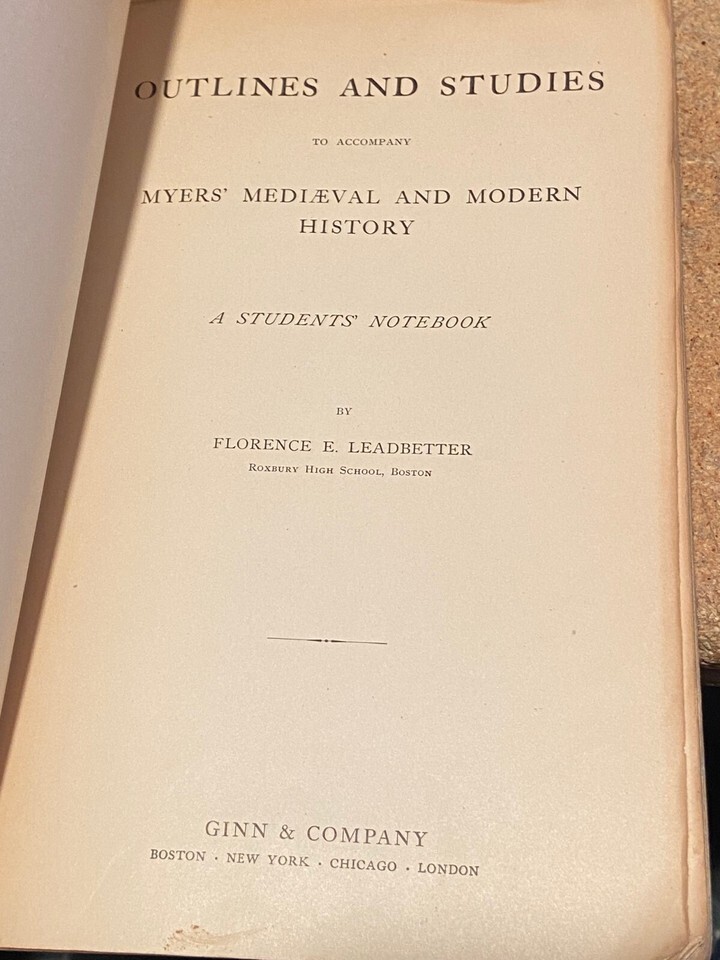 OUTLINES AND STUDIES
TO ACCOMPANY
MYERS' MEDIÆVAL AND MODERN
HISTORY
A STUDENTS' NOTEBOOK
BY
FLORENCE E. LEADBETTER
ROXBURY HIGH SCHOOL, BOSTON
GINN & COMPANY
BOSTON · NEW YORK · CHICAGO · LONDON